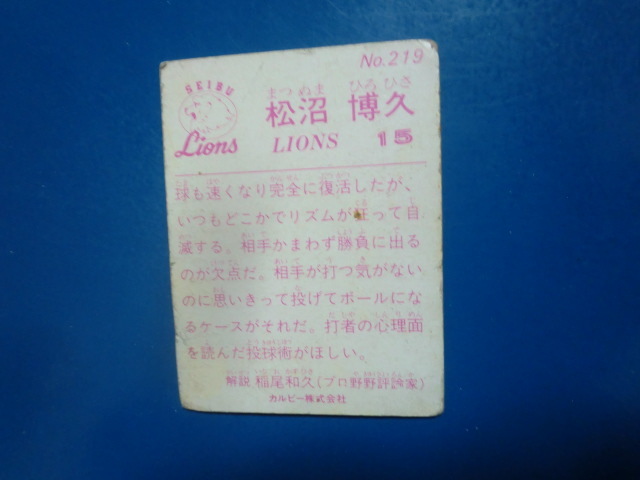 No.219
SEIBU
Lions
まつ ぬま ひろ ひさ
松沼 博久
LIONS 15
球も速くなり完全に復活したが、
いつもどこかでリズムが狂って自
滅する。相手かまわず勝負に出る
のが欠点だ。相手が打つ気がない
のに思いきって投げてボールにな
るケースがそれだ。打者の心理面
を読んだ投球術がほしい。
解説 稲尾和久(プロ野野評論家)
カルビー株式会社